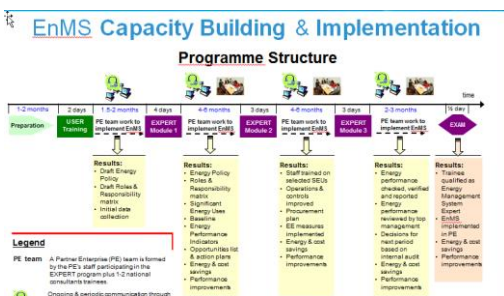 EnMS Capacity Building & Implementation
Programme Structure
time
1-2 months
2 days
1.5-2 months
4 days
4-6 months
3 days
4-6 months
3 days
2-3 months
½ day
Preparation
USER
Training
PE team work to
implement EnMS
EXPERT
Module 1
PE team work to
implement EnMS
EXPERT
Module 2
PE team work to
implement EnMS
EXPERT
Module 3
PE team work to
implement EnMS
EXAM
Results:
• Draft Energy
Policy
• Draft Roles &
Responsibility
matrix
• Initial data
collection
Results:
• Energy Policy
• Roles &
Responsibility
matrix
• Significant
Energy Uses
• Baseline
• Energy
Performance
Indicators
• Opportunities list
& action plans
• Energy & cost
savings
• Performance
improvements
Results:
• Staff trained on
selected SEUs
• Operations &
controls
improved
• Procurement
plan
• EE measures
implemented
• Energy & cost
savings
• Performance
improvements
Results:
• Energy
performance
checked, verified
and reported
• Energy
performance
reviewed by top
management
• Decisions for
next period
based on
internal audit
• Energy & cost
savings
• Performance
improvements
Results:
• Trainee
qualified as
Energy
Management
System
Expert
• EnMS
implemented
in PE
• Energy & cost
savings
• Performance
improvements
Legend
PE team A Partner Enterprise (PE) team is formed
by the PE's staff participating in the
EXPERT program plus 1-2 national
consultants trainees.
Ongoing & periodic communication through